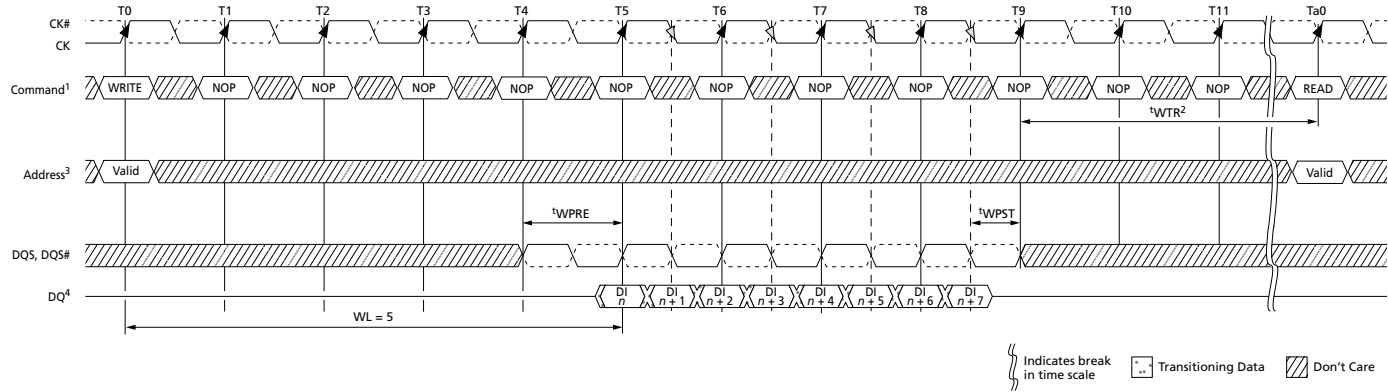 T0 T1 T2 T3 T4 T5 T6 T7 T8 T9 T10 T11 Ta0
CK#
CK
Command1 WRITE NOP NOP NOP NOP NOP NOP NOP NOP NOP NOP NOP READ
tWTR2
Address3 Valid Valid
tWPRE tWPST
DQS, DQS#
DQ4 DI n DI n + 1 DI n + 2 DI n + 3 DI n + 4 DI n + 5 DI n + 6 DI n + 7
WL = 5
Indicates break
in time scale
Transitioning Data
Don't Care